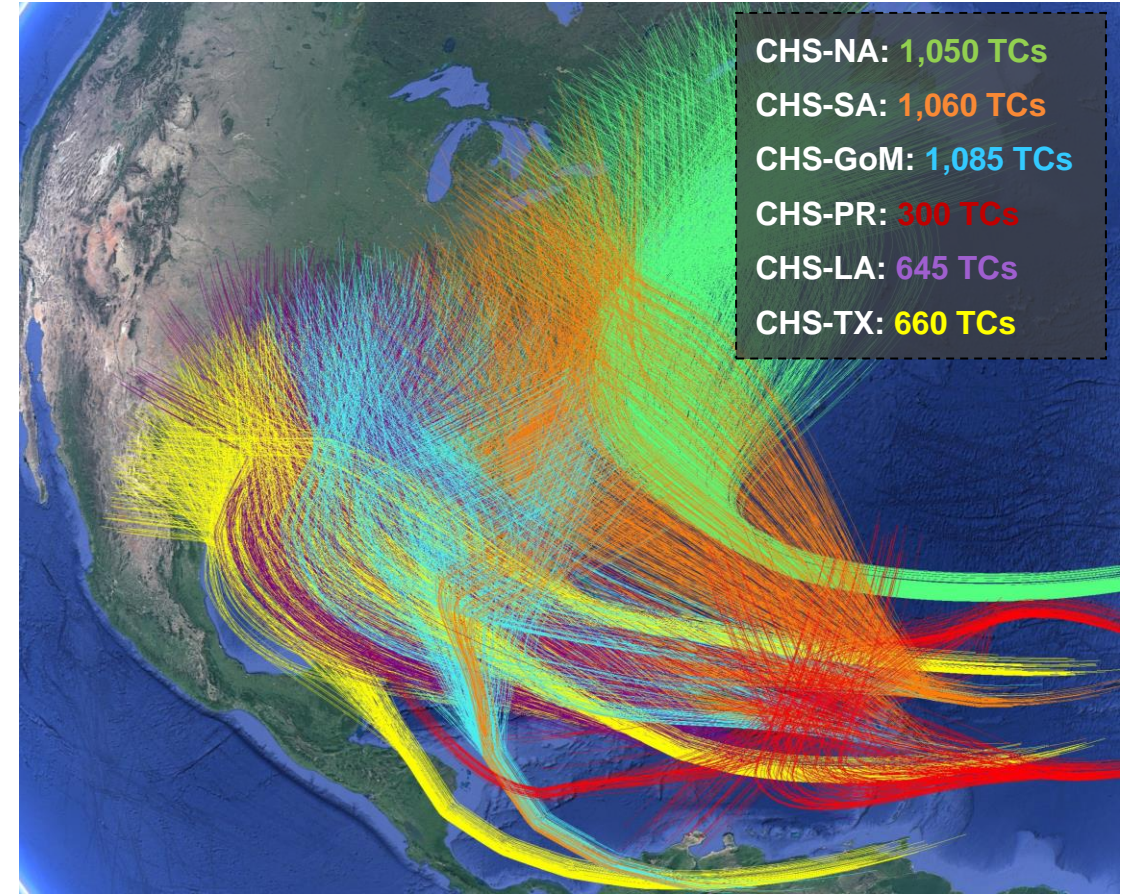 CHS-NA: 1,050 TCs
CHS-SA: 1,060 TCs
CHS-GoM: 1,085 TCs
CHS-PR: 300 TCs
CHS-LA: 645 TCs
CHS-TX: 660 TCs